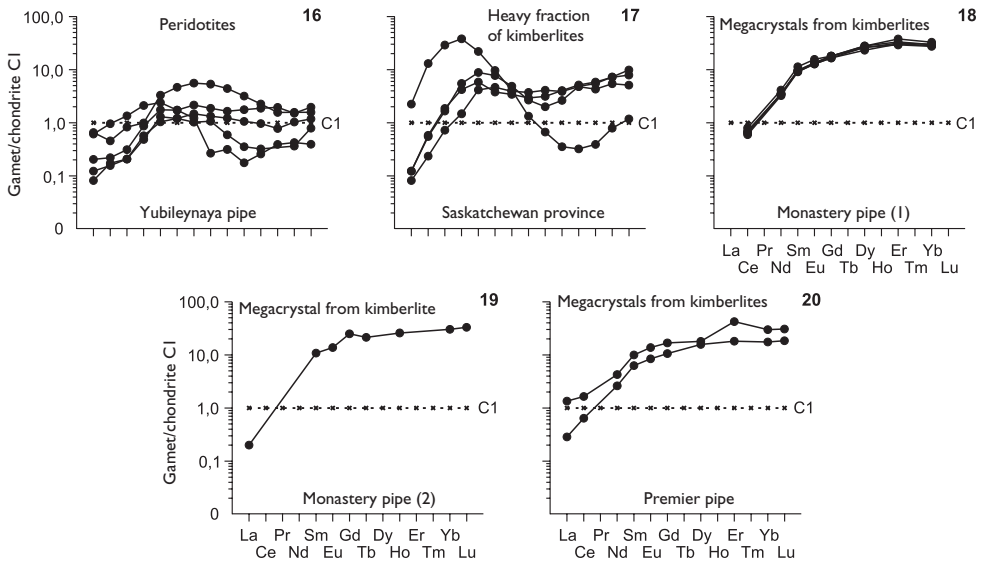 100,0
10,0
1,0
0,1
0
Gamet/chondrite C1
Peridotites
16
C1
Yubileynaya pipe
Heavy fraction
of kimberlites
17
C1
Saskatchewan province
Megacrystals from kimberlites
18
C1
Monastery pipe (1)
La Pr Sm Gd Dy Er Yb
Ce Nd Eu Tb Ho Tm Lu
100,0
10,0
1,0
0,1
0
Gamet/chondrite C1
Megacrystal from kimberlite
19
C1
Monastery pipe (2)
La Pr Sm Gd Dy Er Yb
Ce Nd Eu Tb Ho Tm Lu
Megacrystals from kimberlites
20
C1
Premier pipe
La Pr Sm Gd Dy Er Yb
Ce Nd Eu Tb Ho Tm Lu